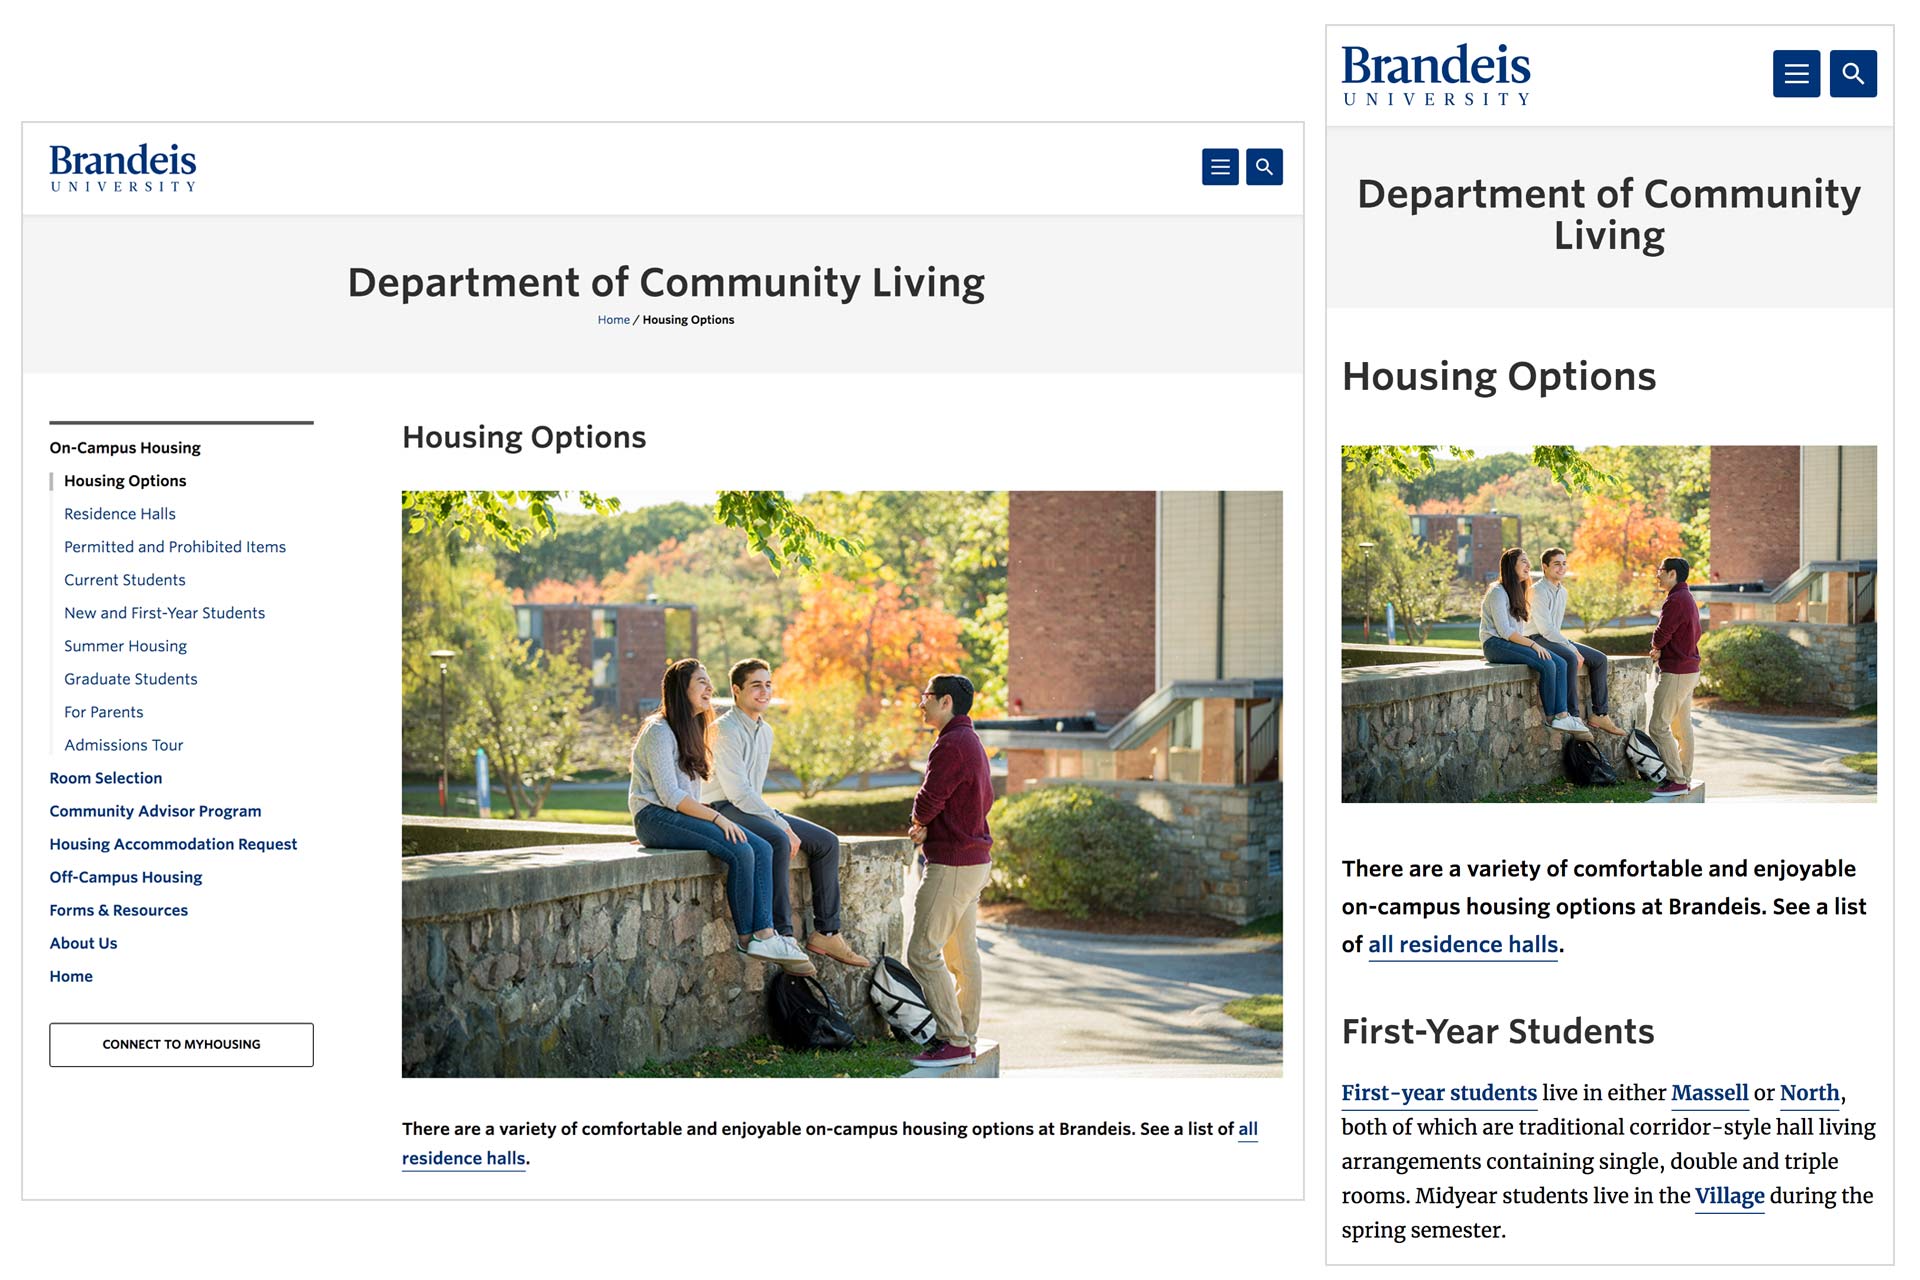 Brandeis
UNIVERSITY
Department of Community Living
Home / Housing Options
On-Campus Housing
Housing Options
Residence Halls
Permitted and Prohibited Items
Current Students
New and First-Year Students
Summer Housing
Graduate Students
For Parents
Admissions Tour
Room Selection
Community Advisor Program
Housing Accommodation Request
Off-Campus Housing
Forms & Resources
About Us
Home
CONNECT TO MYHOUSING
Housing Options
There are a variety of comfortable and enjoyable on-campus housing options at Brandeis. See a list of all
residence halls.
Brandeis
UNIVERSITY
Department of Community
Living
Housing Options
There are a variety of comfortable and enjoyable
on-campus housing options at Brandeis. See a list
of all residence halls.
First-Year Students
First-year students live in either Massell or North,
both of which are traditional corridor-style hall living
arrangements containing single, double and triple
rooms. Midyear students live in the Village during the
spring semester.